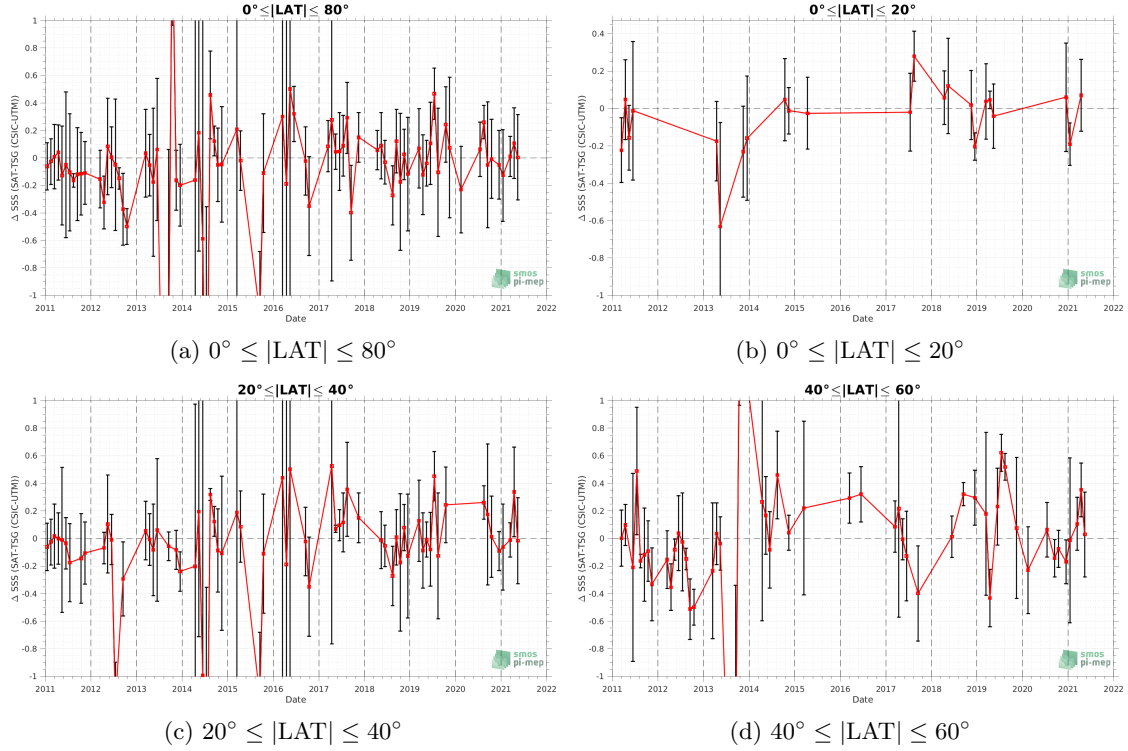 0°≤|LAT|≤ 80°
Δ SSS (SAT-TSG (CSIC-UTM))
1
0.8
0.6
0.4
0.2
0
-0.2
-0.4
-0.6
-0.8
-1
2011 2012 2013 2014 2015 2016 2017 2018 2019 2020 2021 2022
Date
smos
pi-mep
(a) 0° ≤ |LAT| ≤ 80°
0°≤|LAT|≤ 20°
Δ SSS (SAT-TSG (CSIC-UTM))
0.4
0.2
0
-0.2
-0.4
-0.6
-0.8
-1
2011 2012 2013 2014 2015 2016 2017 2018 2019 2020 2021 2022
Date
smos
pi-mep
(b) 0° ≤ |LAT| ≤ 20°
20°≤|LAT|≤ 40°
Δ SSS (SAT-TSG (CSIC-UTM))
1
0.8
0.6
0.4
0.2
0
-0.2
-0.4
-0.6
-0.8
-1
2011 2012 2013 2014 2015 2016 2017 2018 2019 2020 2021 2022
Date
smos
pi-mep
(c) 20° ≤ |LAT| ≤ 40°
40°≤|LAT|≤ 60°
Δ SSS (SAT-TSG (CSIC-UTM))
1
0.8
0.6
0.4
0.2
0
-0.2
-0.4
-0.6
-0.8
-1
2011 2012 2013 2014 2015 2016 2017 2018 2019 2020 2021 2022
Date
smos
pi-mep
(d) 40° ≤ |LAT| ≤ 60°